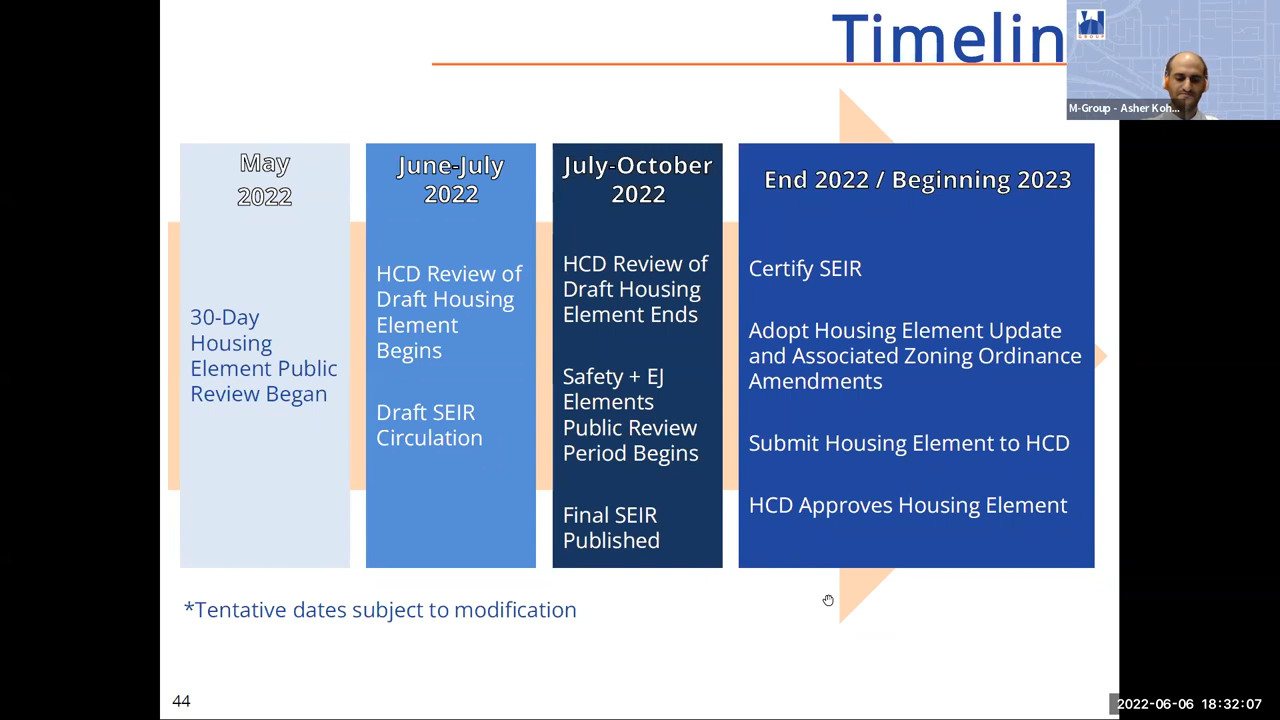 Timelin
GROUP
M-Group - Asher Koh...
May
2022
30-Day
Housing
Element Public
Review Began
June-July
2022
HCD Review of
Draft Housing
Element
Begins
Draft SEIR
Circulation
July-October
2022
HCD Review of
Draft Housing
Element Ends
Safety + EJ
Elements
Public Review
Period Begins
Final SEIR
Published
End 2022 / Beginning 2023
Certify SEIR
Adopt Housing Element Update
and Associated Zoning Ordinance
Amendments
Submit Housing Element to HCD
HCD Approves Housing Element
*Tentative dates subject to modification
44
2022-06-06 18:32:07